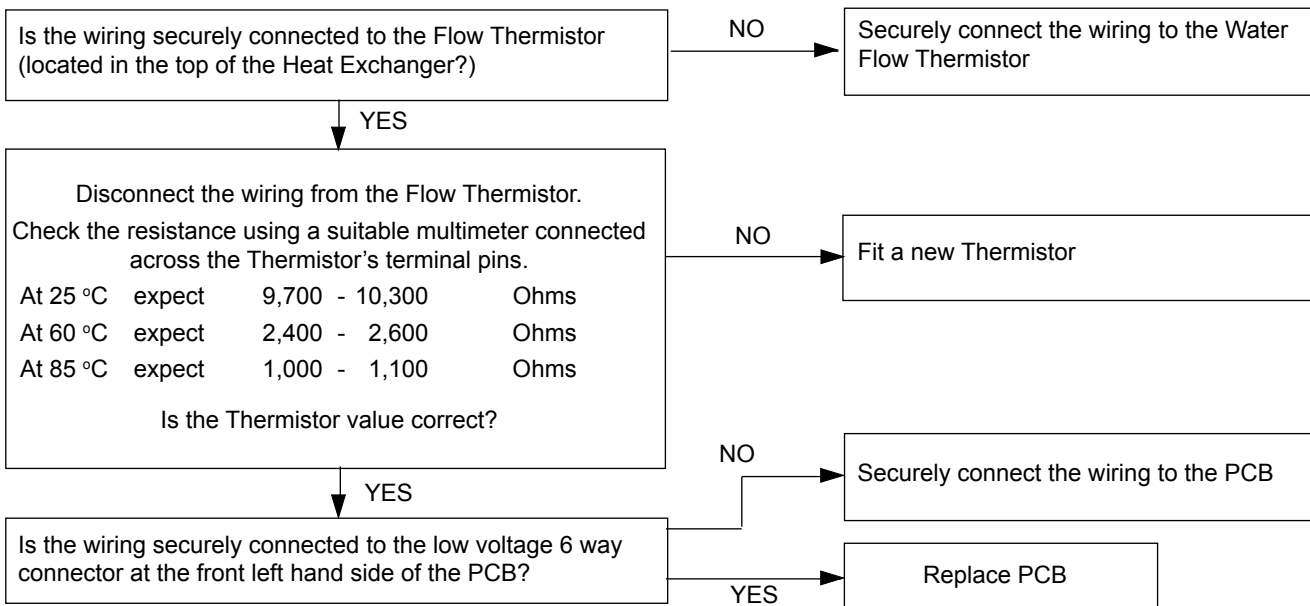 Is the wiring securely connected to the Flow Thermistor
(located in the top of the Heat Exchanger?)
NO
Securely connect the wiring to the Water
Flow Thermistor
YES
Disconnect the wiring from the Flow Thermistor.
Check the resistance using a suitable multimeter connected
across the Thermistor's terminal pins.
At 25 ºC expect 9,700 - 10,300 Ohms
At 60 ºC expect 2,400 - 2,600 Ohms
At 85 ºC expect 1,000 - 1,100 Ohms
Is the Thermistor value correct?
NO
Fit a new Thermistor
YES
Is the wiring securely connected to the low voltage 6 way
connector at the front left hand side of the PCB?
NO
Securely connect the wiring to the PCB
YES
Replace PCB